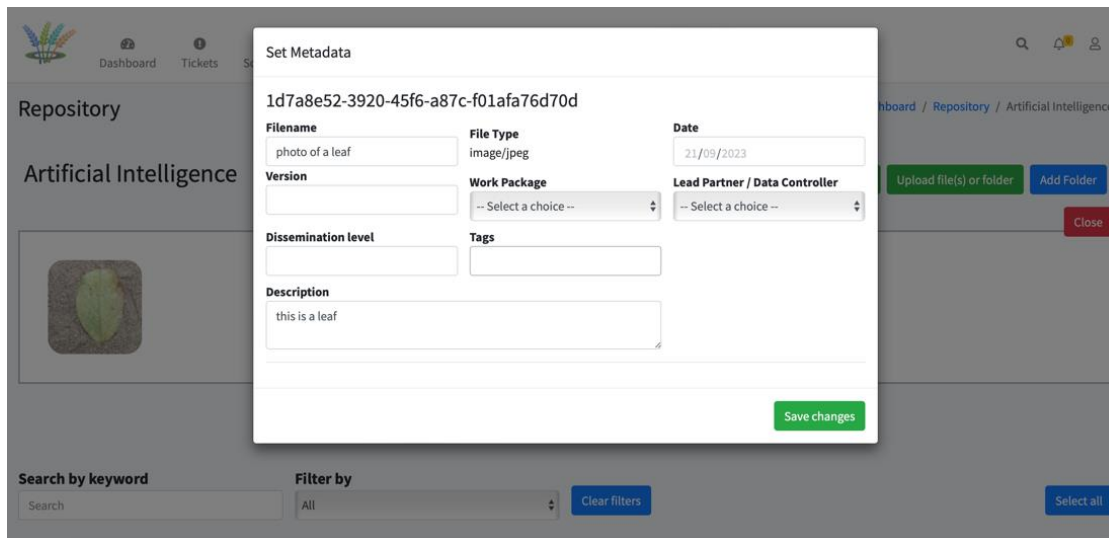 Dashboard
Tickets
Set Metadata
Repository
Dashboard / Repository / Artificial Intelligence
Artificial Intelligence
Upload file(s) or folder
Add Folder
Close
1d7a8e52-3920-45f6-a87c-f01afa76d70d
Filename
File Type
Date
photo of a leaf
image/jpeg
21/09/2023
Version
Work Package
Lead Partner / Data Controller
-- Select a choice --
-- Select a choice --
Dissemination level
Tags
Description
this is a leaf
Save changes
Search by keyword
Filter by
Search
All
Clear filters
Select all